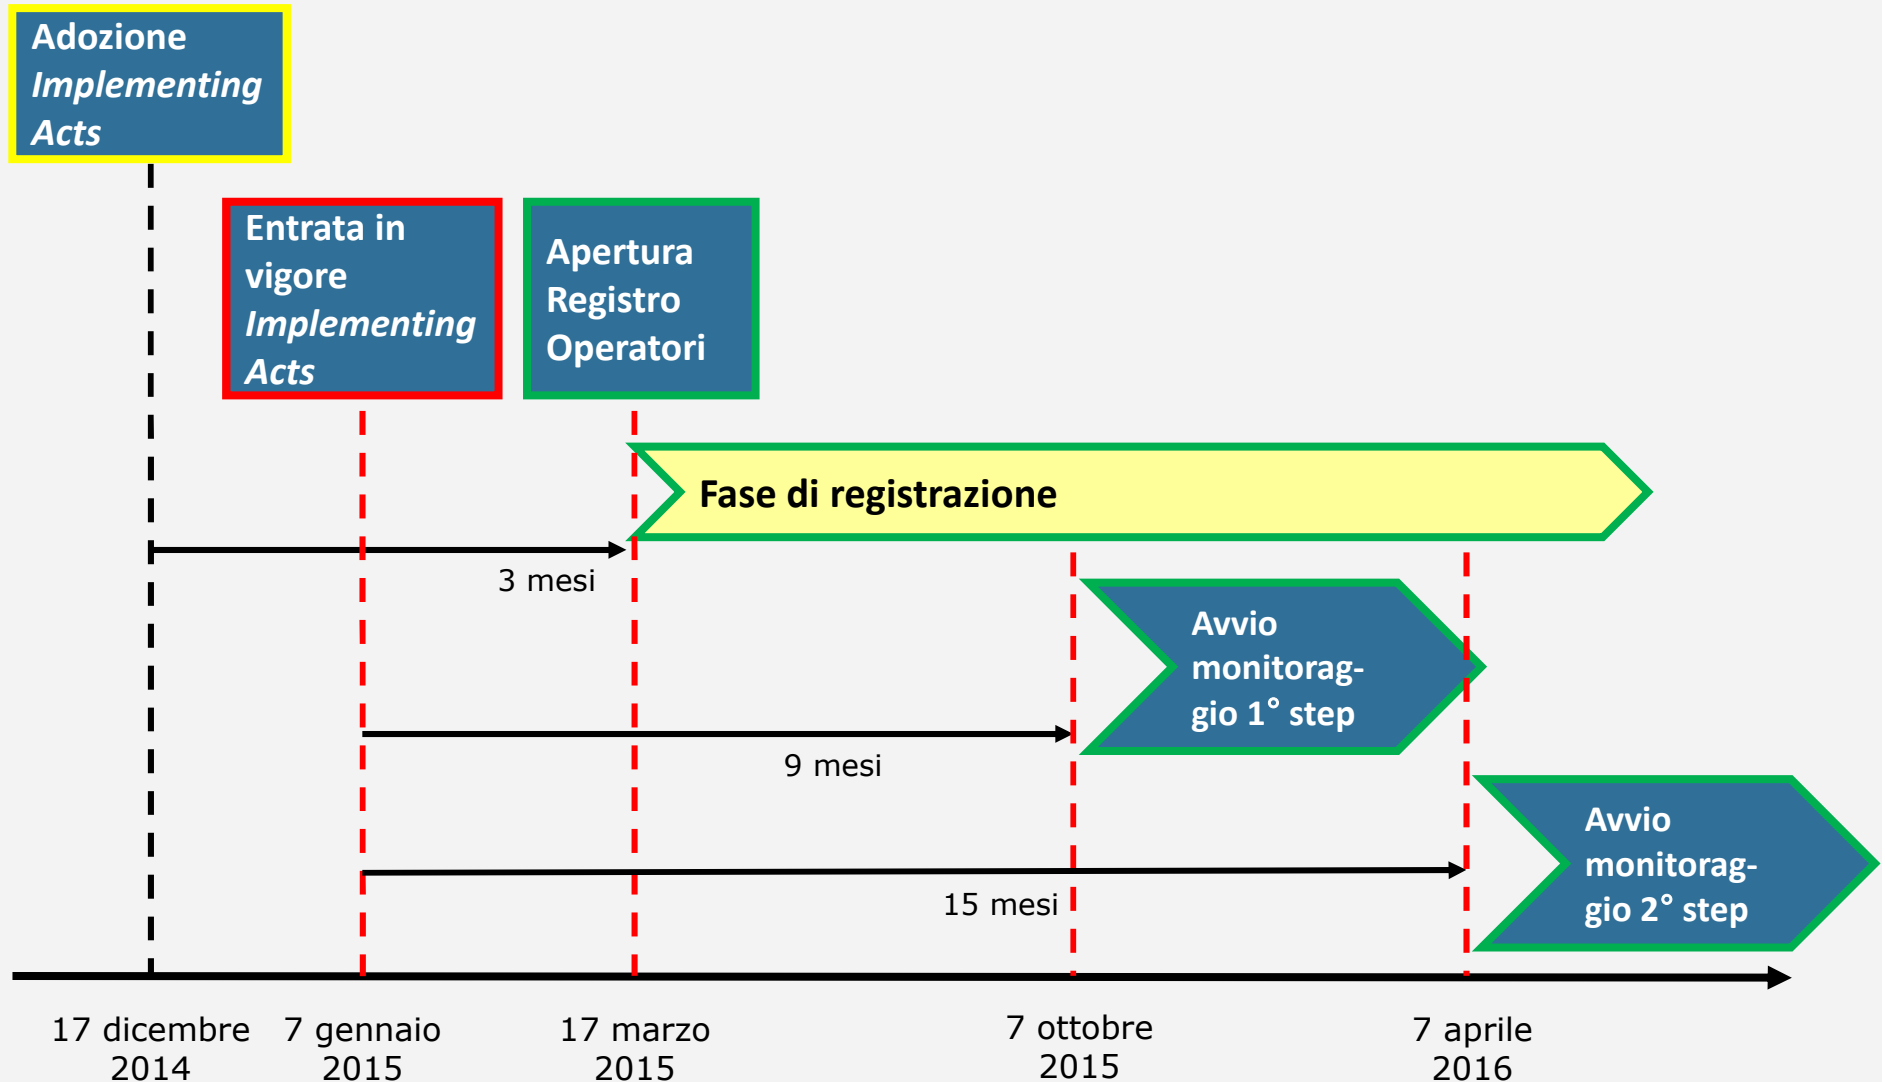 Adozione
Implementing
Acts
Entrata in
vigore
Implementing
Acts
Apertura
Registro
Operatori
Fase di registrazione
3 mesi
Avvio
monitorag-
gio 1° step
9 mesi
Avvio
monitorag-
gio 2° step
15 mesi
17 dicembre
2014
7 gennaio
2015
17 marzo
2015
7 ottobre
2015
7 aprile
2016